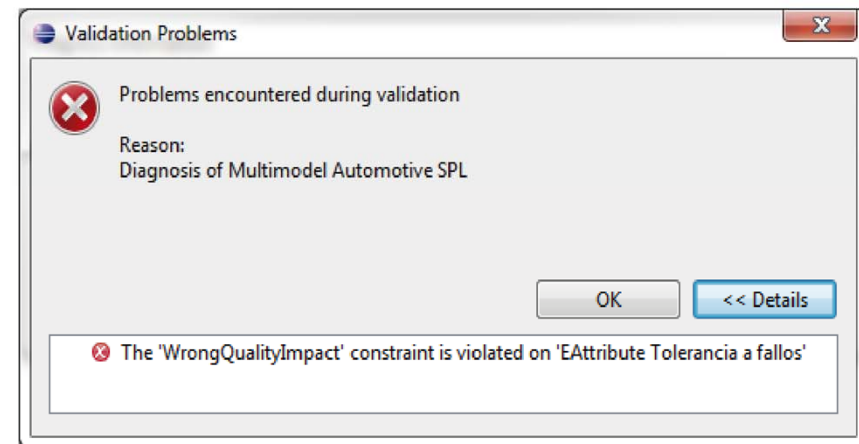 Validation Problems
Problems encountered during validation
Reason:
Diagnosis of Multimodel Automotive SPL
OK
<< Details
The 'WrongQualityImpact' constraint is violated on 'EAttribute Tolerancia a fallos'